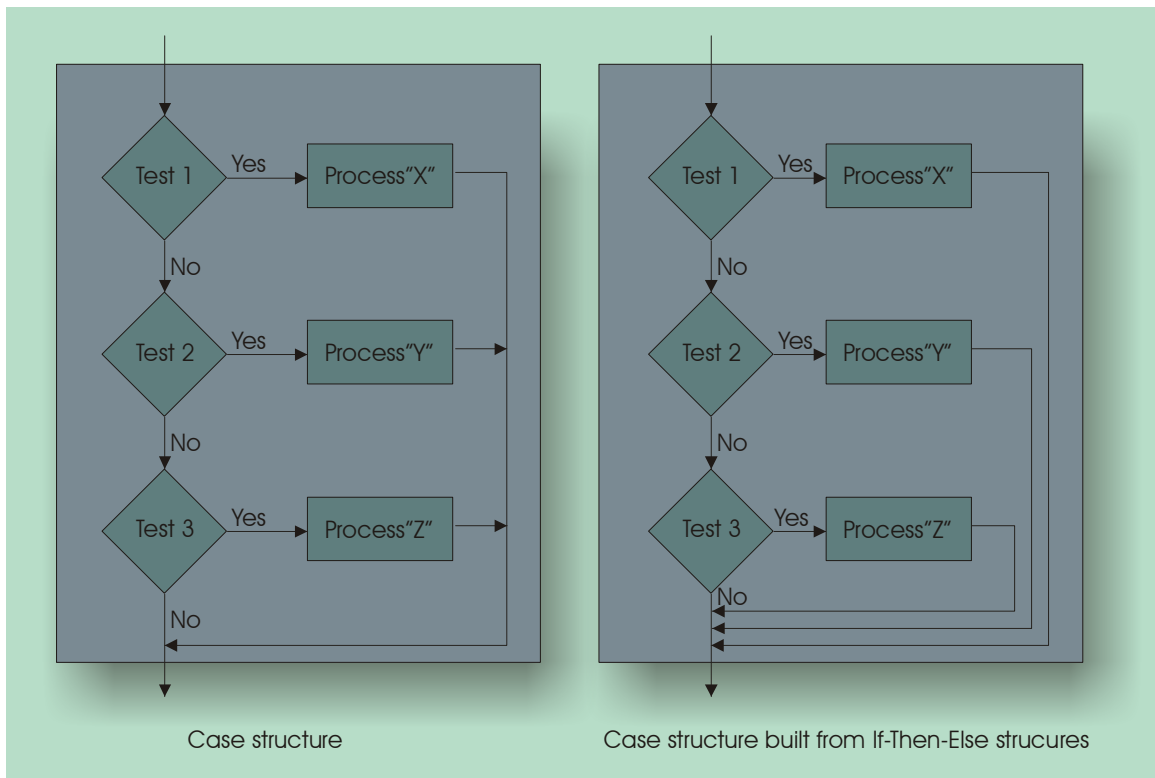 Test 1
Yes
Process"X"
No
Test 2
Yes
Process"Y"
No
Test 3
Yes
Process"Z"
No
Case structure
Test 1
Yes
Process"X"
No
Test 2
Yes
Process"Y"
No
Test 3
Yes
Process"Z"
No
Case structure built from If-Then-Else strucures